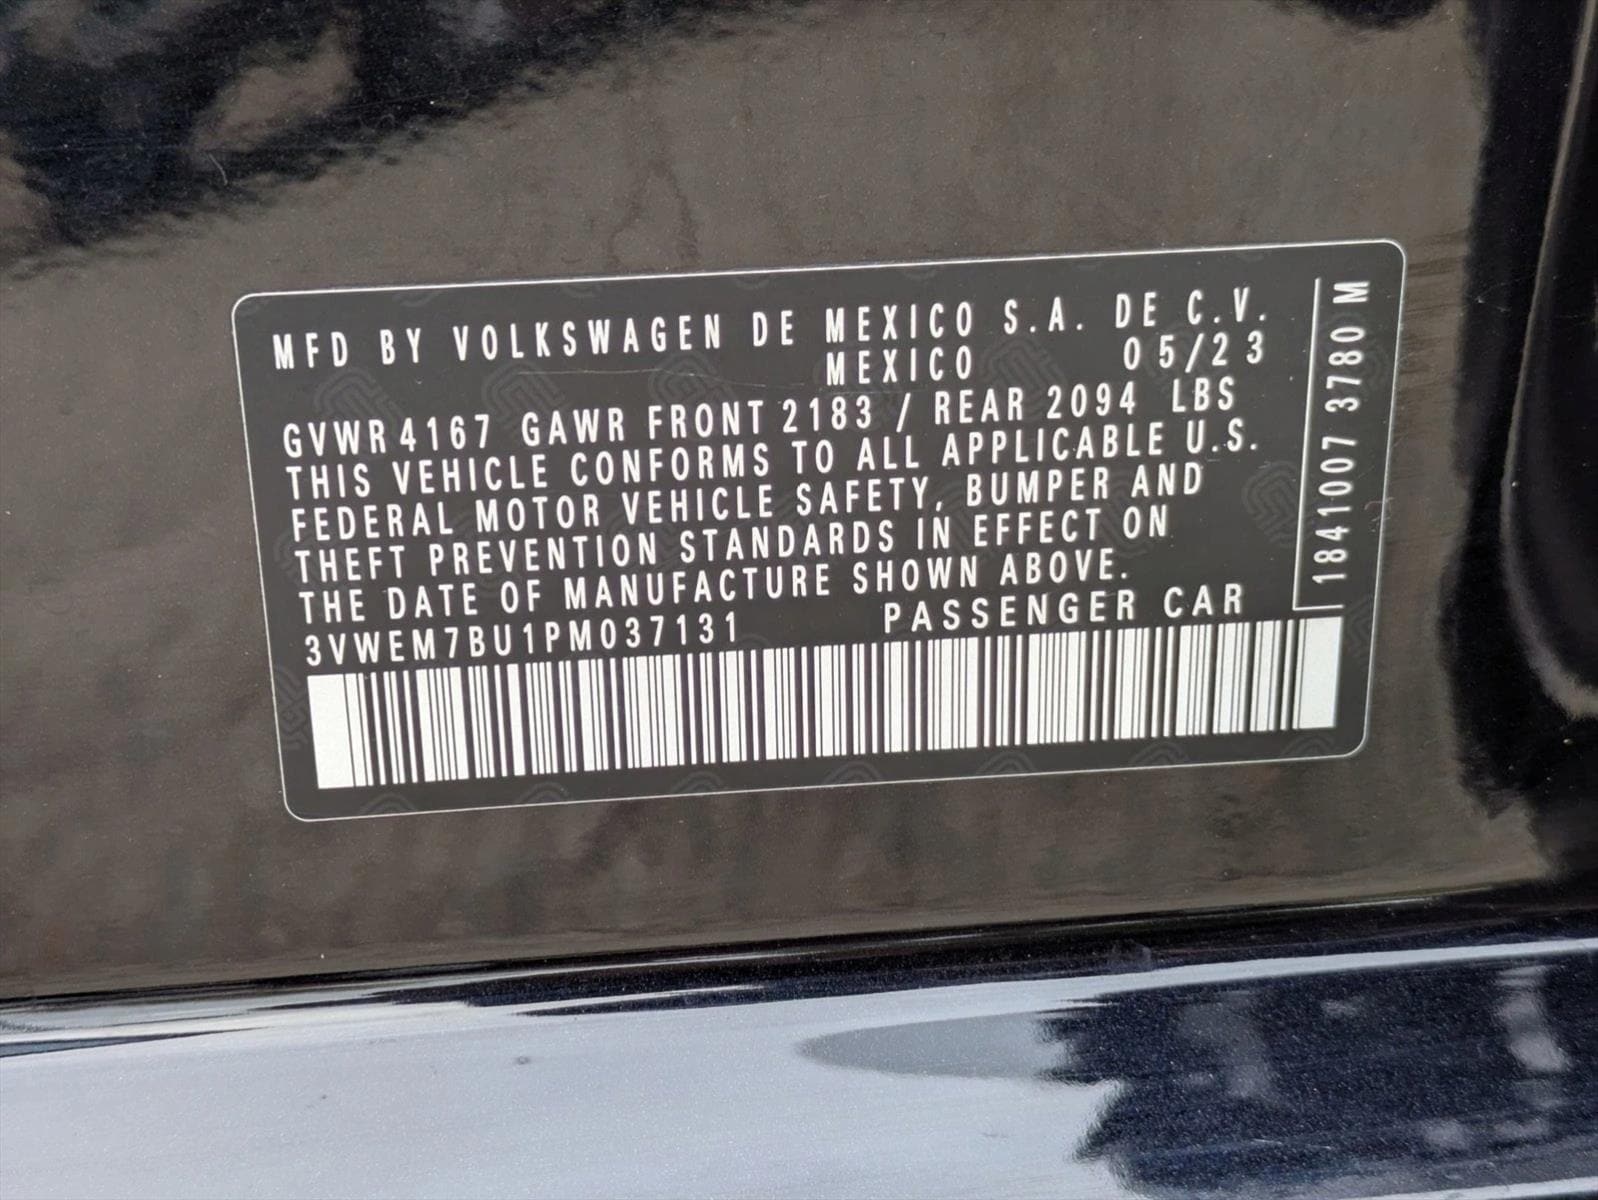 MFD BY VOLKSWAGEN DE MEXICO S.A. DE C.V.
MEXICO 05/23
GVWR 4167 GAWR FRONT 2183 / REAR 2094 LBS
THIS VEHICLE CONFORMS TO ALL APPLICABLE U.S.
FEDERAL MOTOR VEHICLE SAFETY, BUMPER AND
THEFT PREVENTION STANDARDS IN EFFECT ON
THE DATE OF MANUFACTURE SHOWN ABOVE.
3VWEM7BU1PM037131 PASSENGER CAR
1841007 3780 M